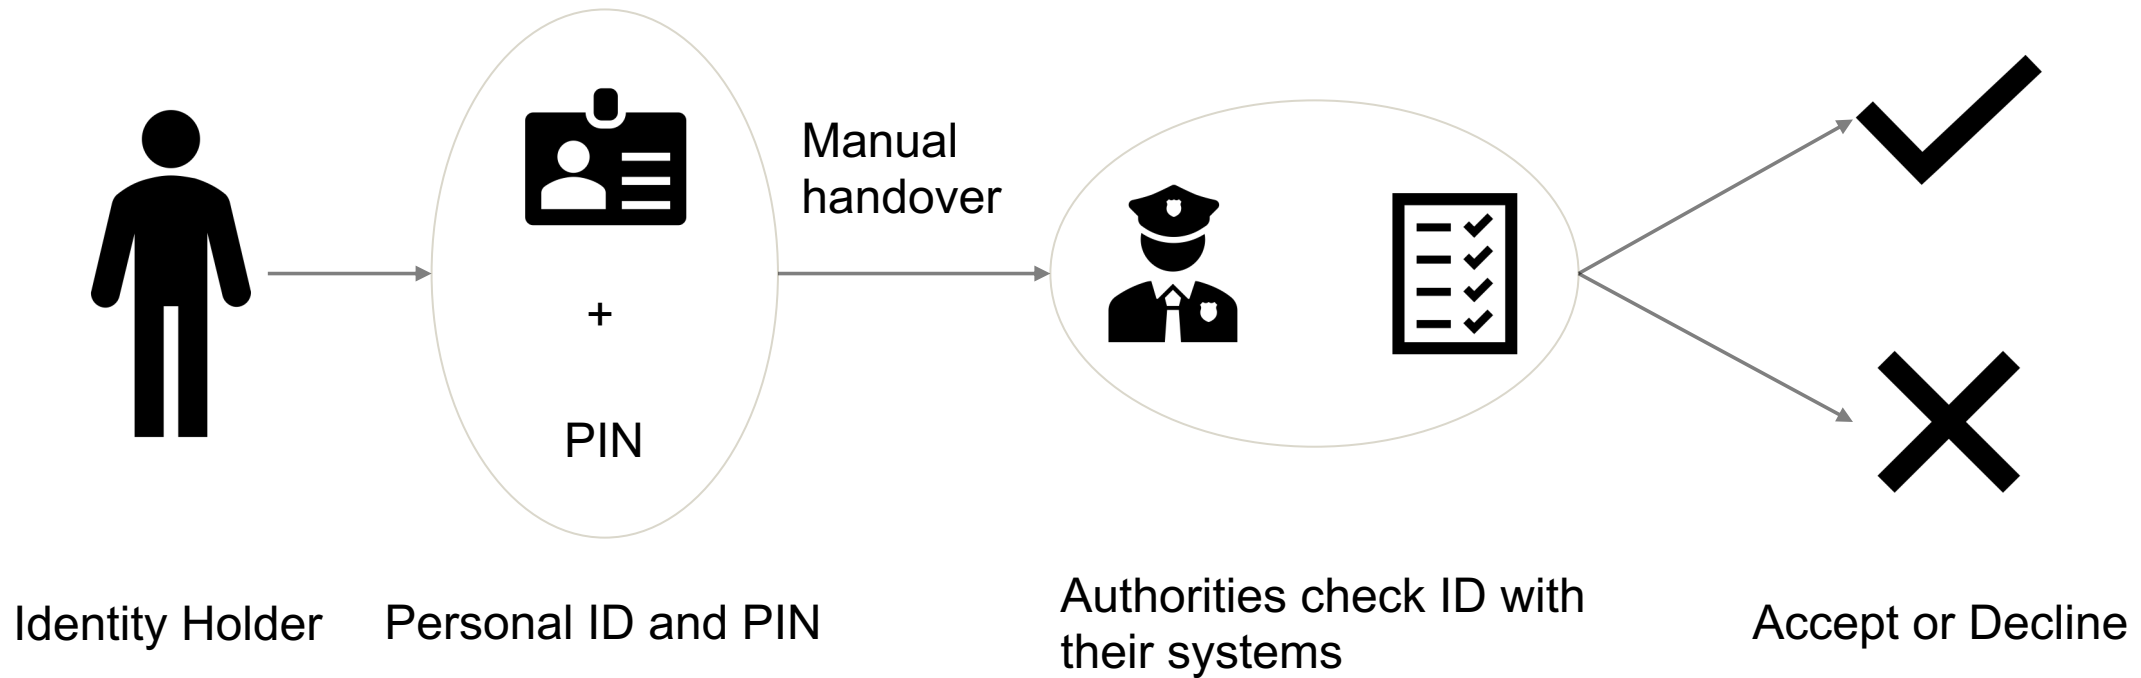 Manual
handover
+
PIN
Identity Holder
Personal ID and PIN
Authorities check ID with
their systems
Accept or Decline